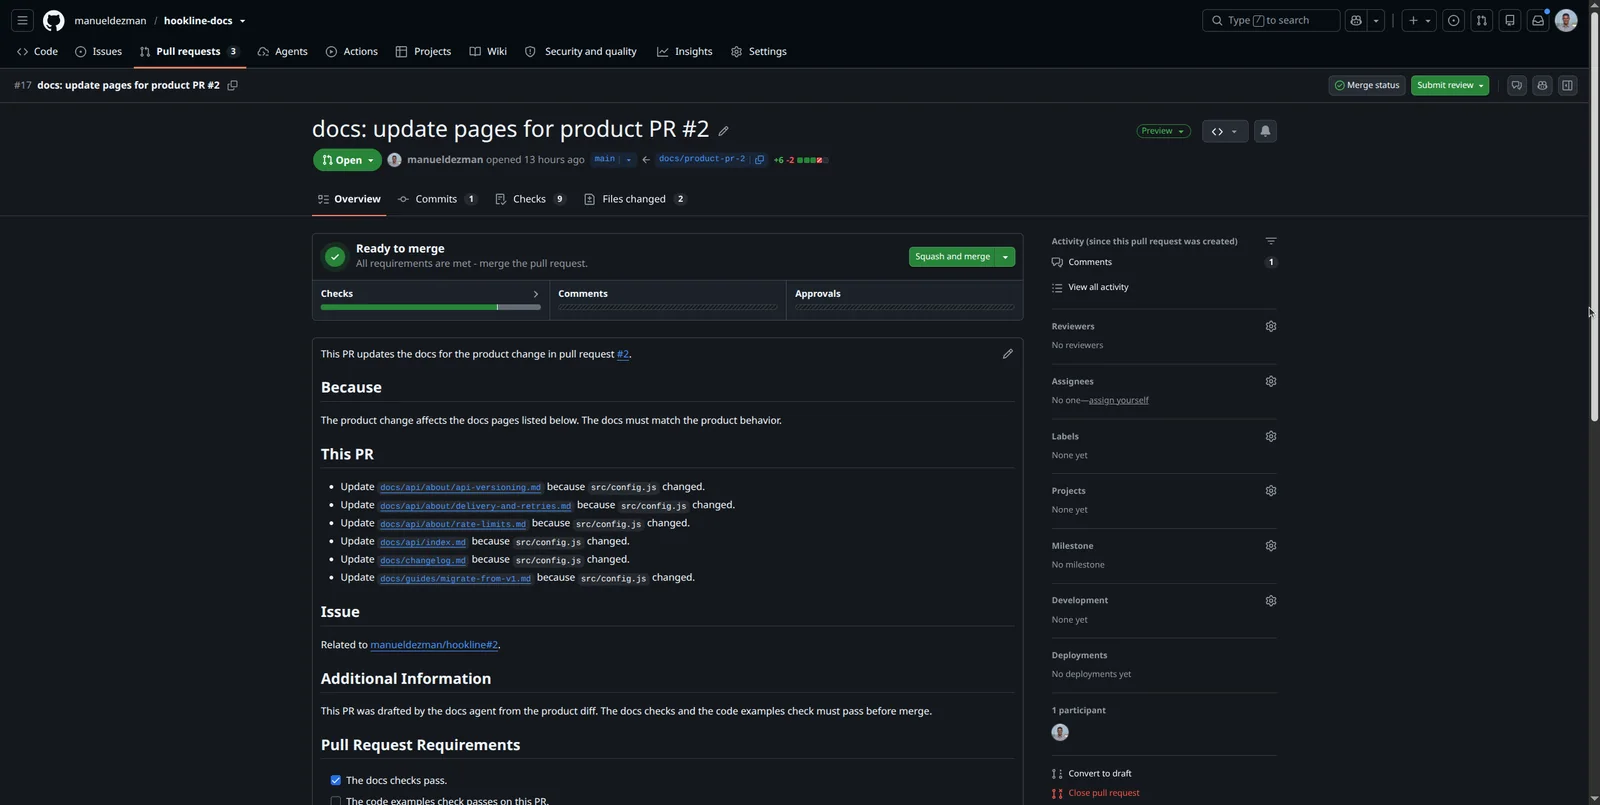 manueldezman / hookline-docs
Type / to search
Code
Issues
Pull requests 3
Agents
Actions
Projects
Wiki
Security and quality
Insights
Settings
#17 docs: update pages for product PR #2
Merge status
Submit review
docs: update pages for product PR #2
Preview
Open
manueldezman opened 13 hours ago
main
docs/product-pr-2
+6 -2
Overview
Commits 1
Checks 9
Files changed 2
Ready to merge
All requirements are met - merge the pull request.
Squash and merge
Checks
Comments
Approvals
This PR updates the docs for the product change in pull request #2.
Because
The product change affects the docs pages listed below. The docs must match the product behavior.
This PR
Update docs/api/about/api-versioning.md because src/config.js changed.
Update docs/api/about/delivery-and-retries.md because src/config.js changed.
Update docs/api/about/rate-limits.md because src/config.js changed.
Update docs/api/index.md because src/config.js changed.
Update docs/changelog.md because src/config.js changed.
Update docs/guides/migrate-from-v1.md because src/config.js changed.
Issue
Related to manueldezman/hookline#2.
Additional Information
This PR was drafted by the docs agent from the product diff. The docs checks and the code examples check must pass before merge.
Pull Request Requirements
The docs checks pass.
The code examples check passes on this PR.
Activity (since this pull request was created)
Comments 1
View all activity
Reviewers
No reviewers
Assignees
No one—assign yourself
Labels
None yet
Projects
None yet
Milestone
No milestone
Development
None yet
Deployments
No deployments yet
1 participant
Convert to draft
Close pull request